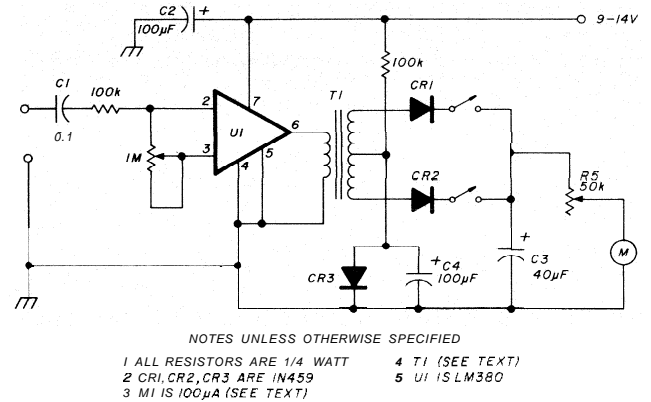 C2
100µF
+
9-14V
C1
100k
0.1
1M
2
3
7
U1
6
5
4
T1
100k
CR1
CR2
R5
50k
M
CR3
+
C4
100µF
+
C3
40µF
NOTES UNLESS OTHERWISE SPECIFIED
1 ALL RESISTORS ARE 1/4 WATT
2 CR1, CR2, CR3 ARE IN459
3 M1 IS 100µA (SEE TEXT)
4 T1 (SEE TEXT)
5 U1 IS LM380